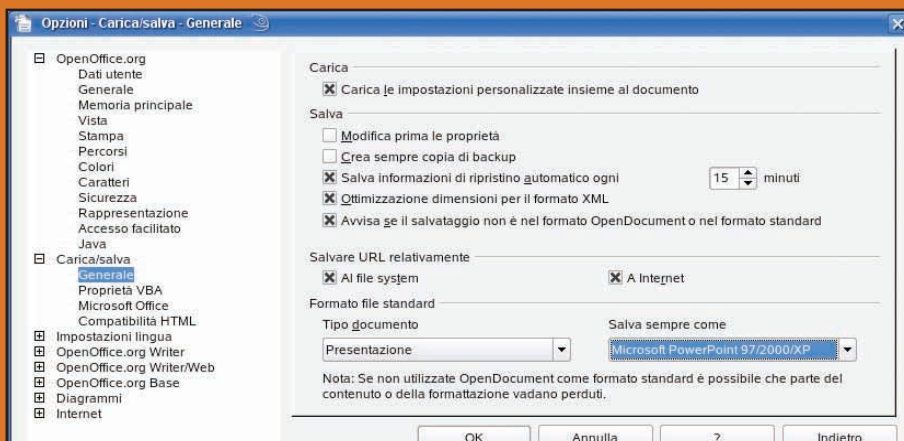 Opzioni - Carica/salva - Generale
OpenOffice.org
Dati utente
Generale
Memoria principale
Vista
Stampa
Percorsi
Colori
Caratteri
Sicurezza
Rappresentazione
Accesso facilitato
Java
Carica/salva
Generale
Proprietà VBA
Microsoft Office
Compatibilità HTML
Impostazioni lingua
OpenOffice.org Writer
OpenOffice.org Writer/Web
OpenOffice.org Base
Diagrammi
Internet
Carica
Carica le impostazioni personalizzate insieme al documento
Salva
Modifica prima le proprietà
Crea sempre copia di backup
Salva informazioni di ripristino automatico ogni 15 minuti
Ottimizzazione dimensioni per il formato XML
Avvisa se il salvataggio non è nel formato OpenDocument o nel formato standard
Salvare URL relativamente
Al file system A Internet
Formato file standard
Tipo documento Salva sempre come
Presentazione Microsoft PowerPoint 97/2000/XP
Nota: Se non utilizzate OpenDocument come formato standard è possibile che parte del
contenuto o della formattazione vadano perduti.
OK Annulla ? Indietro